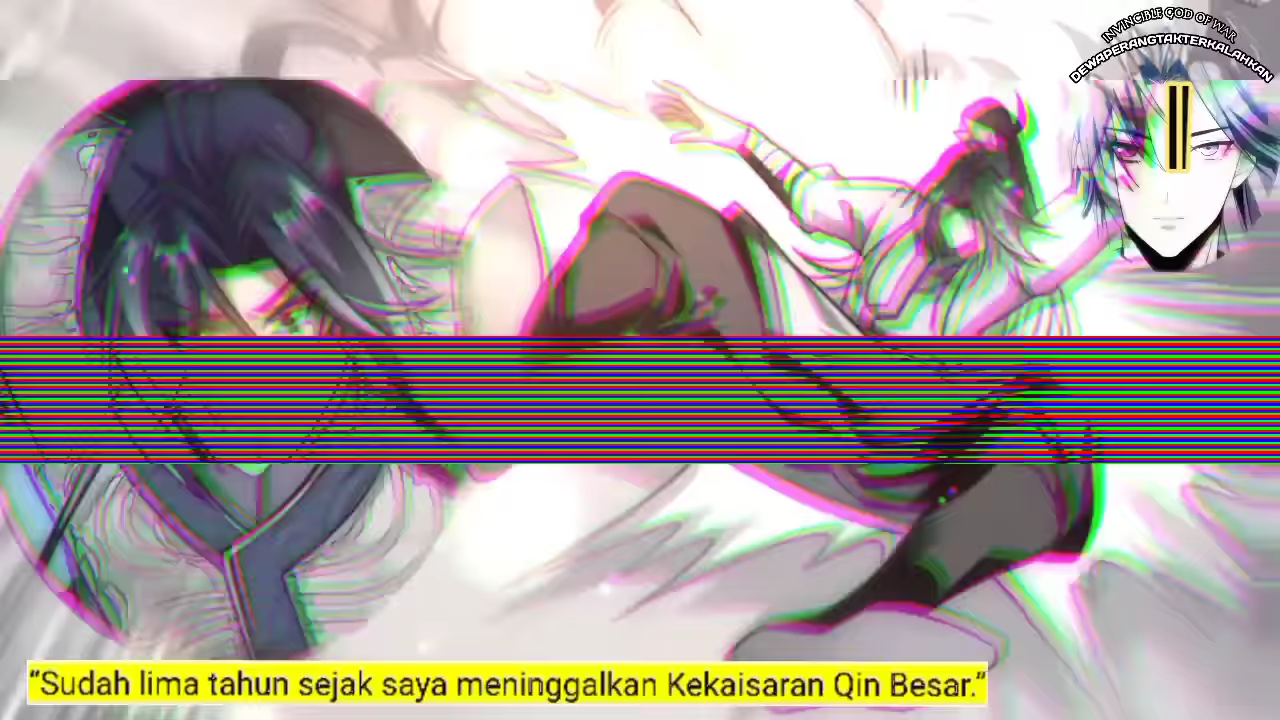 INVINCIBLE GOD OF WAR
DEWAPERANGTAKTERKALAHKAN
“Sudah lima tahun sejak saya meninggalkan Kekaisaran Qin Besar.”